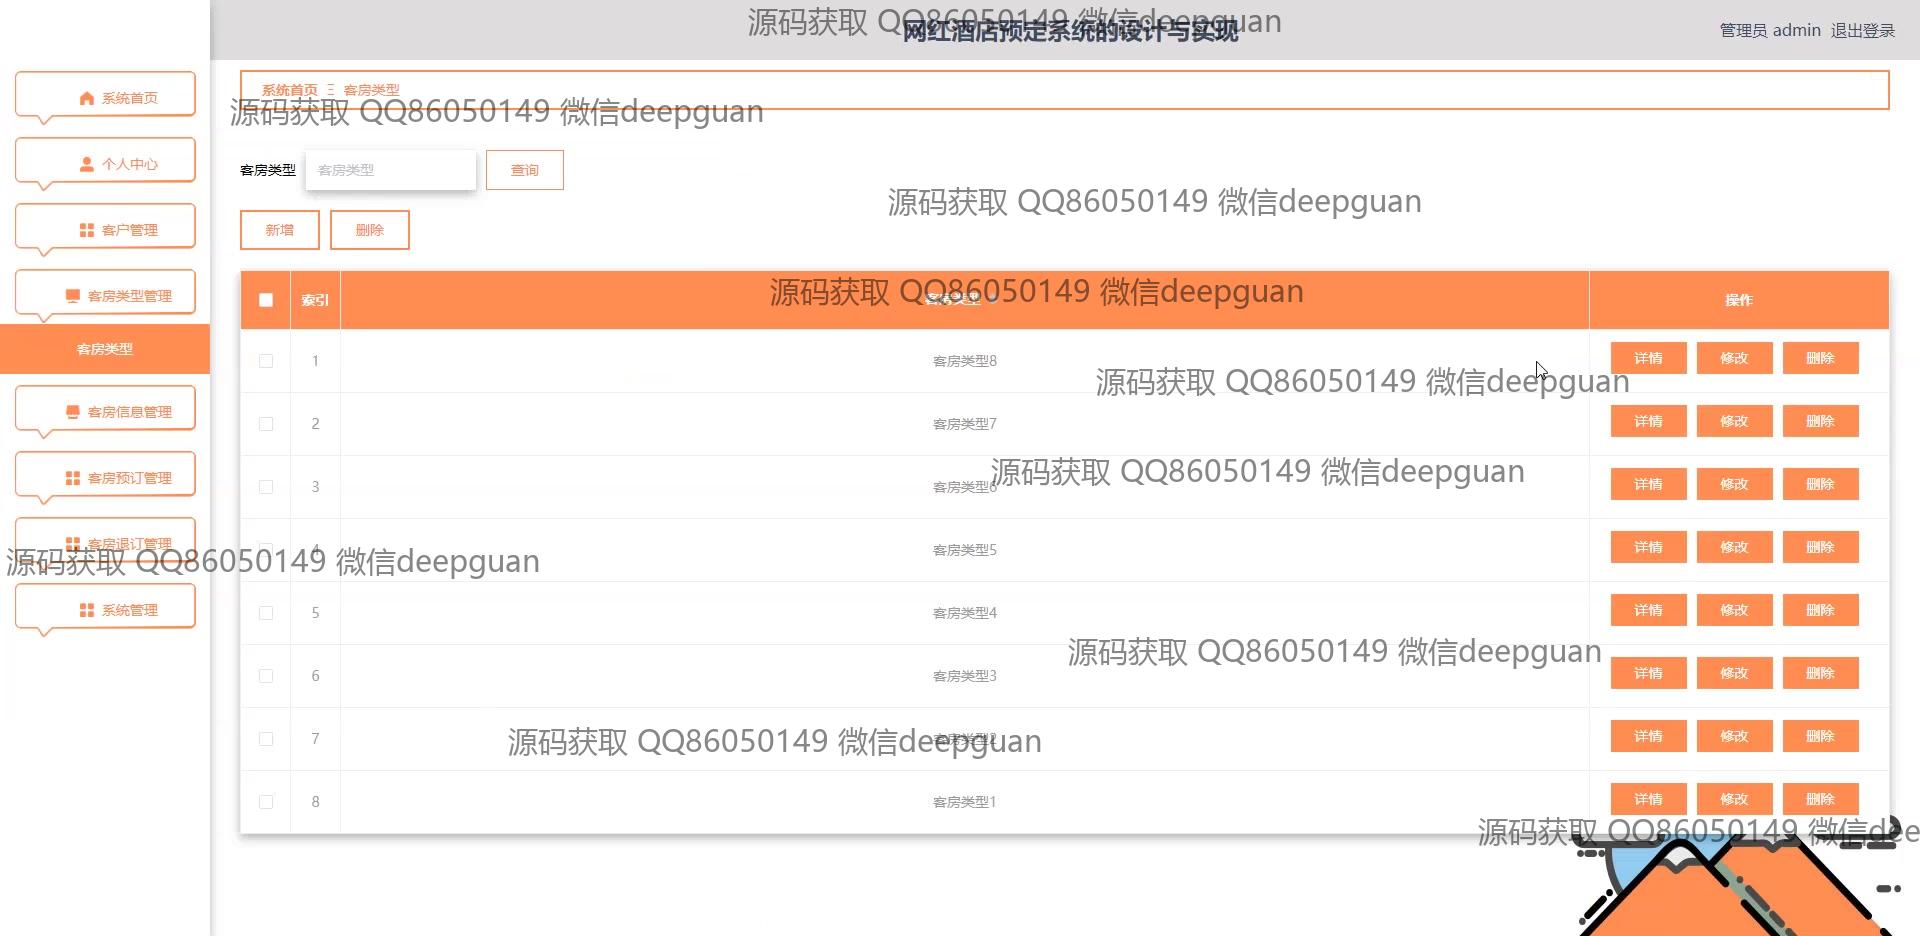 网红酒店预定系统的设计与实现
管理员 admin 退出登录
源码获取 QQ86050149 微信deepguan
系统首页
个人中心
客户管理
客房类型管理
客房类型
客房信息管理
客房预订管理
客房退订管理
系统管理
系统首页 客房类型
源码获取 QQ86050149 微信deepguan
客房类型 客房类型 查询
源码获取 QQ86050149 微信deepguan
新增 删除
索引 客房类型 操作
源码获取 QQ86050149 微信deepguan
1 客房类型8 详情 修改 删除
源码获取 QQ86050149 微信deepguan
2 客房类型7 详情 修改 删除
3 客房类型6 详情 修改 删除
源码获取 QQ86050149 微信deepguan
4 客房类型5 详情 修改 删除
源码获取 QQ86050149 微信deepguan
5 客房类型4 详情 修改 删除
6 客房类型3 详情 修改 删除
源码获取 QQ86050149 微信deepguan
7 客房类型2 详情 修改 删除
源码获取 QQ86050149 微信deepguan
8 客房类型1 详情 修改 删除
源码获取 QQ86050149 微信dee